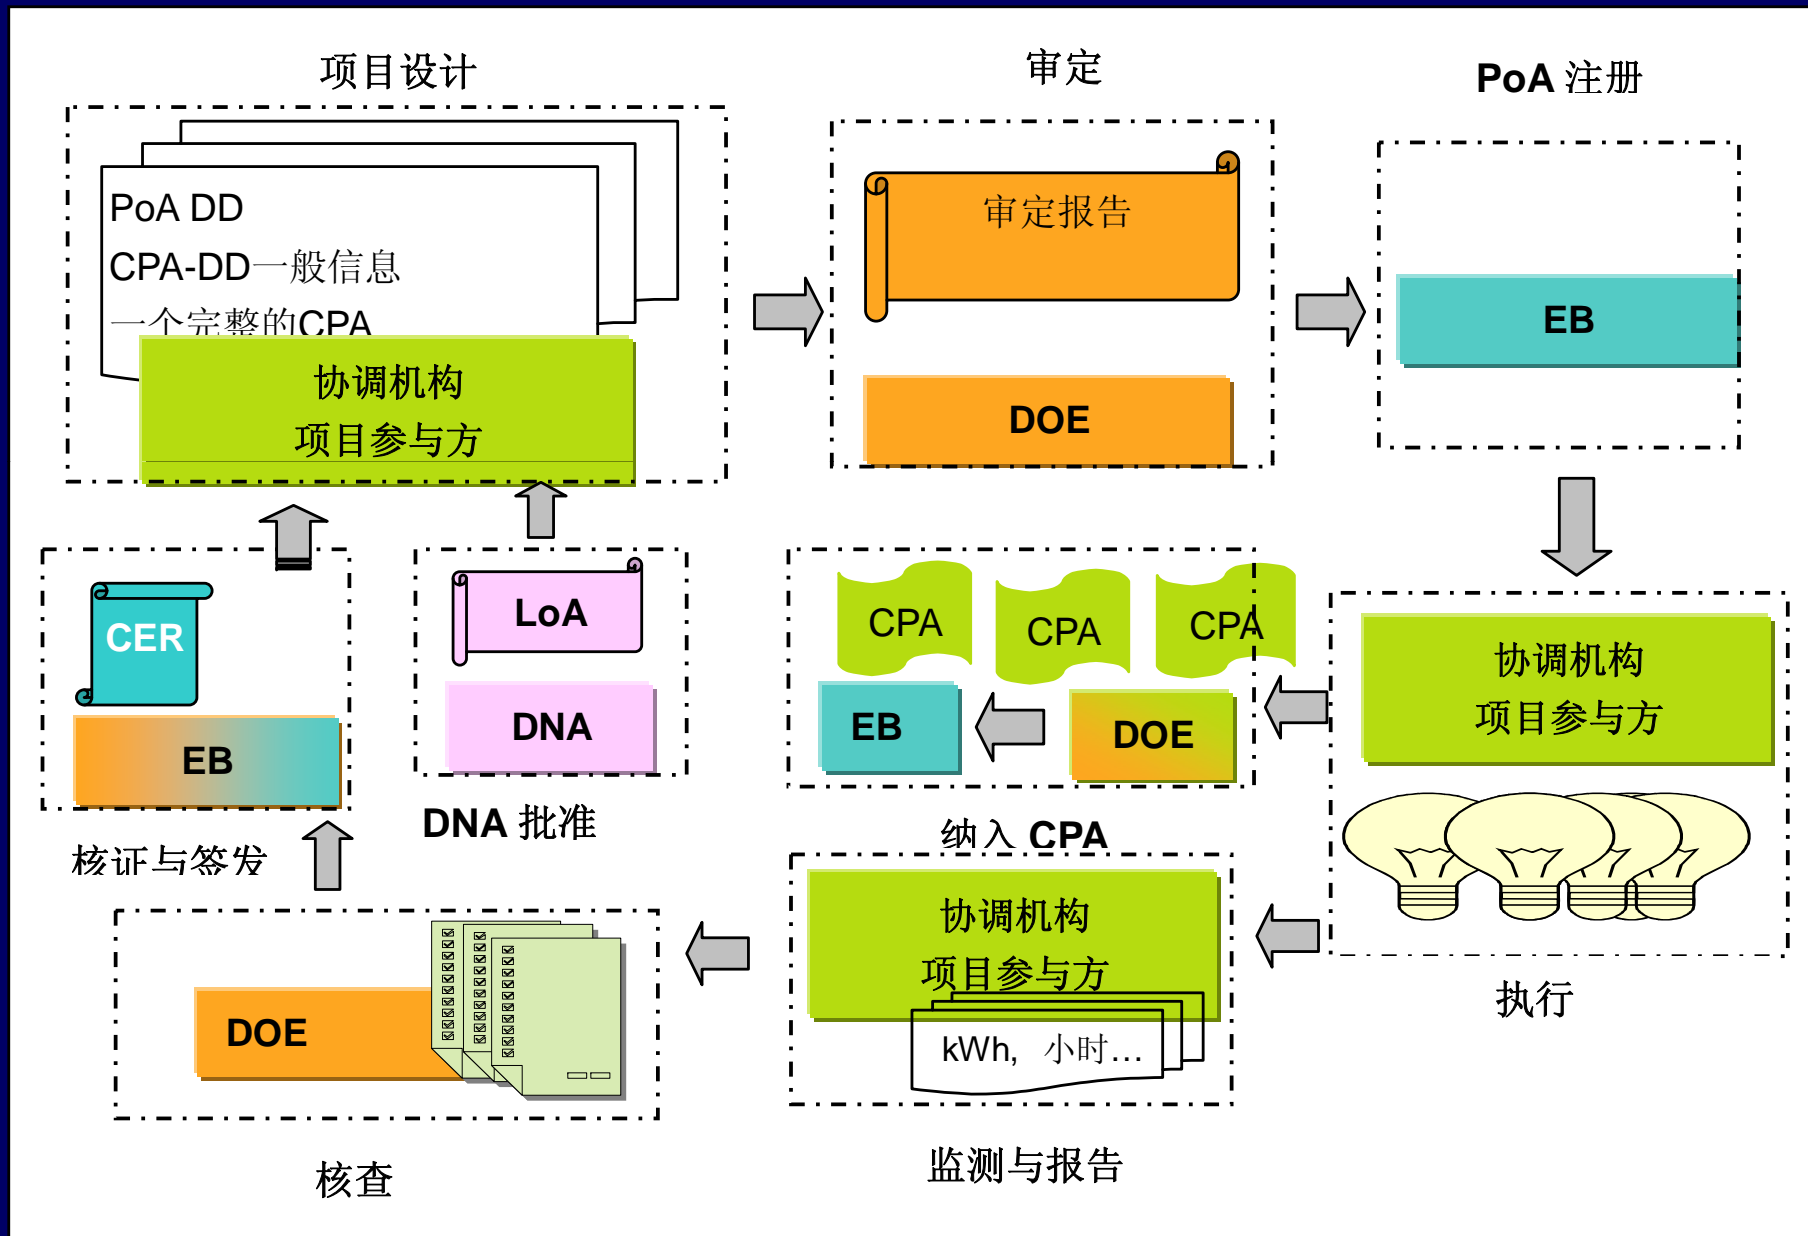 项目设计
PoA DD
CPA-DD一般信息
一个完整的CPA
协调机构
项目参与方
审定
审定报告
DOE
PoA 注册
EB
CER
EB
核证与签发
LoA
DNA
DNA 批准
CPA
CPA
CPA
EB
DOE
纳入 CPA
协调机构
项目参与方
执行
协调机构
项目参与方
kWh, 小时...
监测与报告
DOE
核查